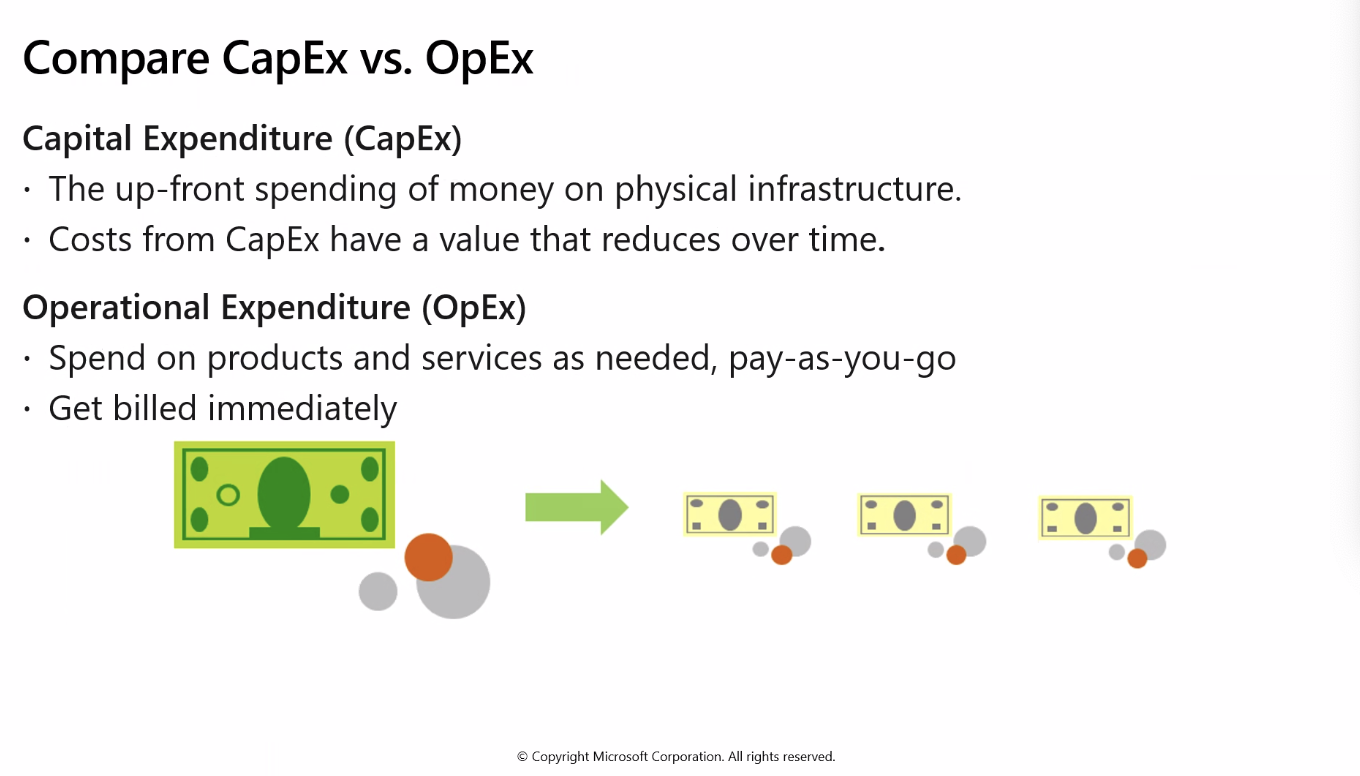 Compare CapEx vs. OpEx
Capital Expenditure (CapEx)
· The up-front spending of money on physical infrastructure.
· Costs from CapEx have a value that reduces over time.
Operational Expenditure (OpEx)
· Spend on products and services as needed, pay-as-you-go
· Get billed immediately
© Copyright Microsoft Corporation. All rights reserved.